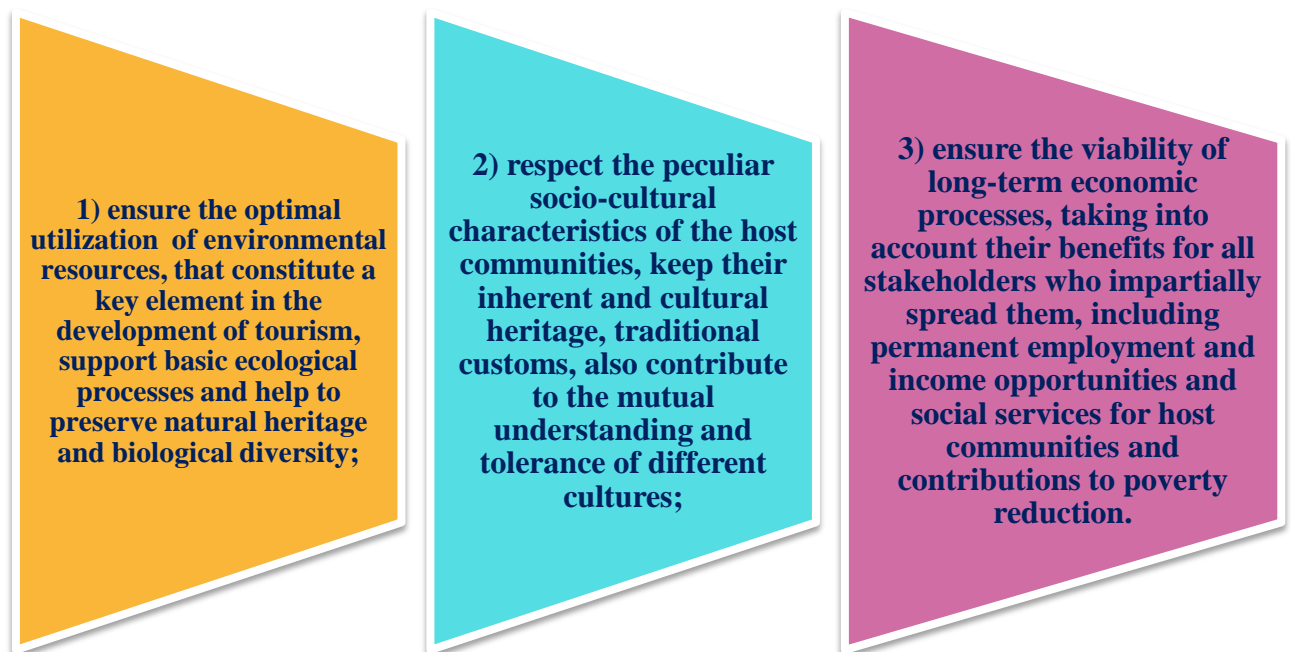 1) ensure the optimal
utilization of environmental
resources, that constitute a
key element in the
development of tourism,
support basic ecological
processes and help to
preserve natural heritage
and biological diversity;
2) respect the peculiar
socio-cultural
characteristics of the host
communities, keep their
inherent and cultural
heritage, traditional
customs, also contribute
to the mutual
understanding and
tolerance of different
cultures;
3) ensure the viability of
long-term economic
processes, taking into
account their benefits for all
stakeholders who impartially
spread them, including
permanent employment and
income opportunities and
social services for host
communities and
contributions to poverty
reduction.